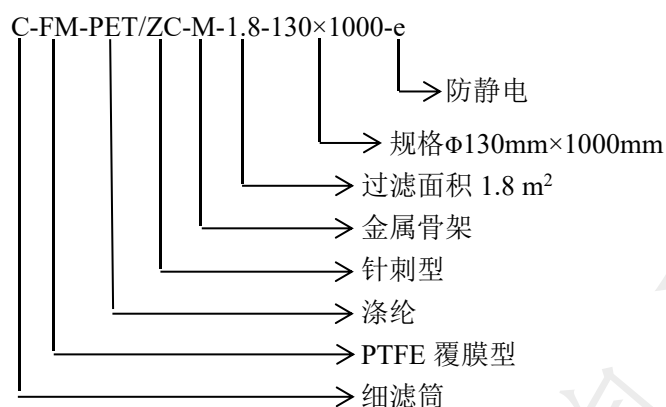 C-FM-PET/ZC-M-1.8-130×1000-e
防静电
规格Φ130mm×1000mm
过滤面积 1.8 m²
金属骨架
针刺型
涤纶
PTFE 覆膜型
细滤筒